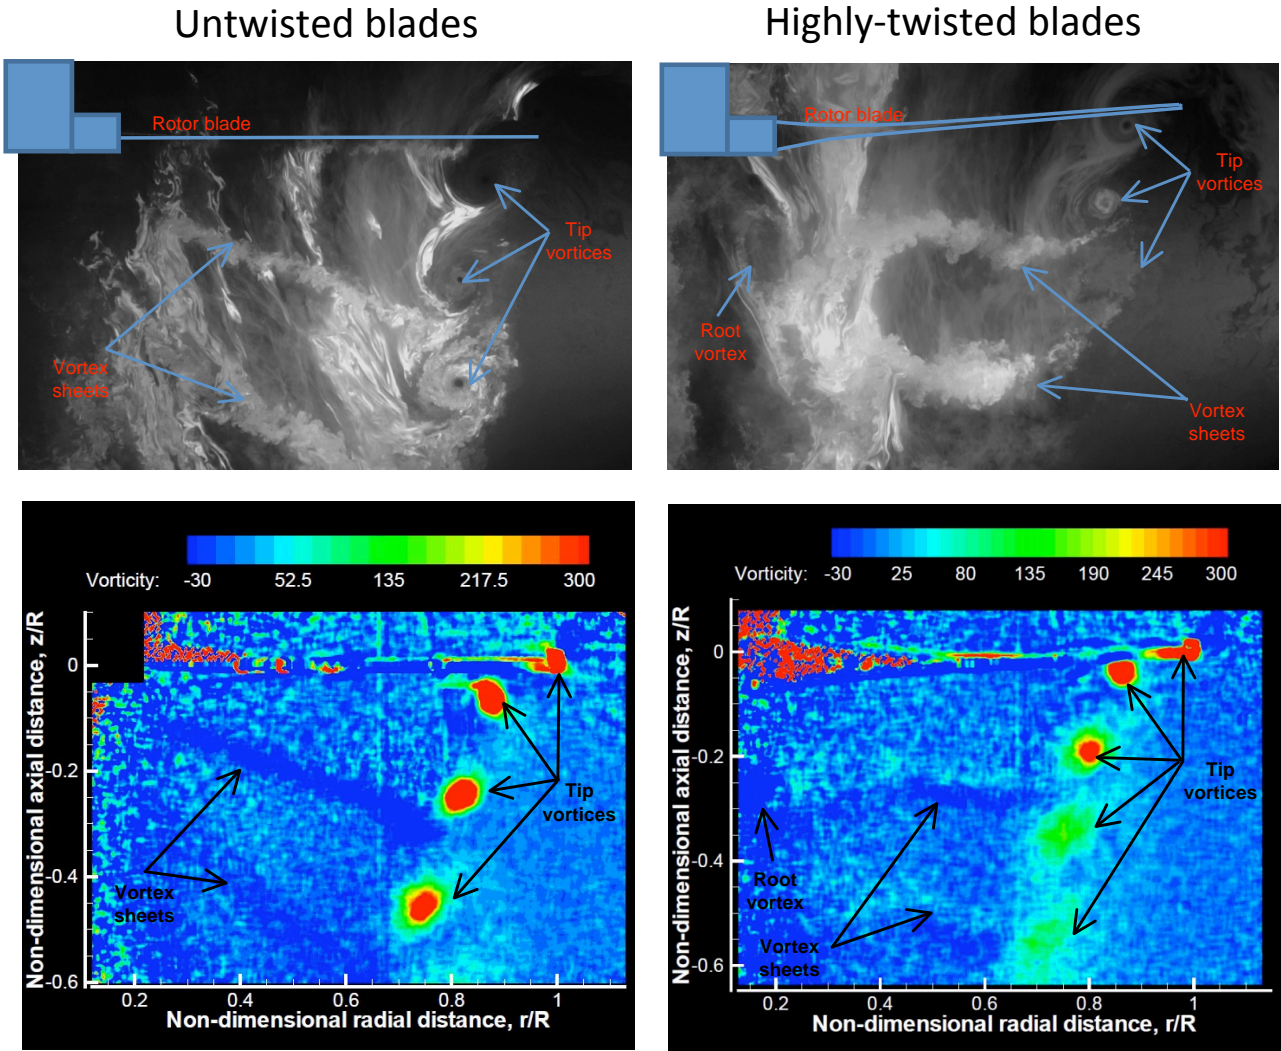 Untwisted blades
Highly-twisted blades
Rotor blade
Tip
vortices
Vortex
sheets
Rotor blade
Tip
vortices
Root
vortex
Vortex
sheets
Vorticity: -30 52.5 135 217.5 300
Non-dimensional axial distance, z/R
0
-0.2
-0.4
-0.6
Tip
vortices
Vortex
sheets
0.2 0.4 0.6 0.8 1
Non-dimensional radial distance, r/R
Vorticity: -30 25 80 135 190 245 300
Non-dimensional axial distance, z/R
0
-0.2
-0.4
-0.6
Tip
vortices
Root
vortex
Vortex
sheets
0.2 0.4 0.6 0.8 1
Non-dimensional radial distance, r/R